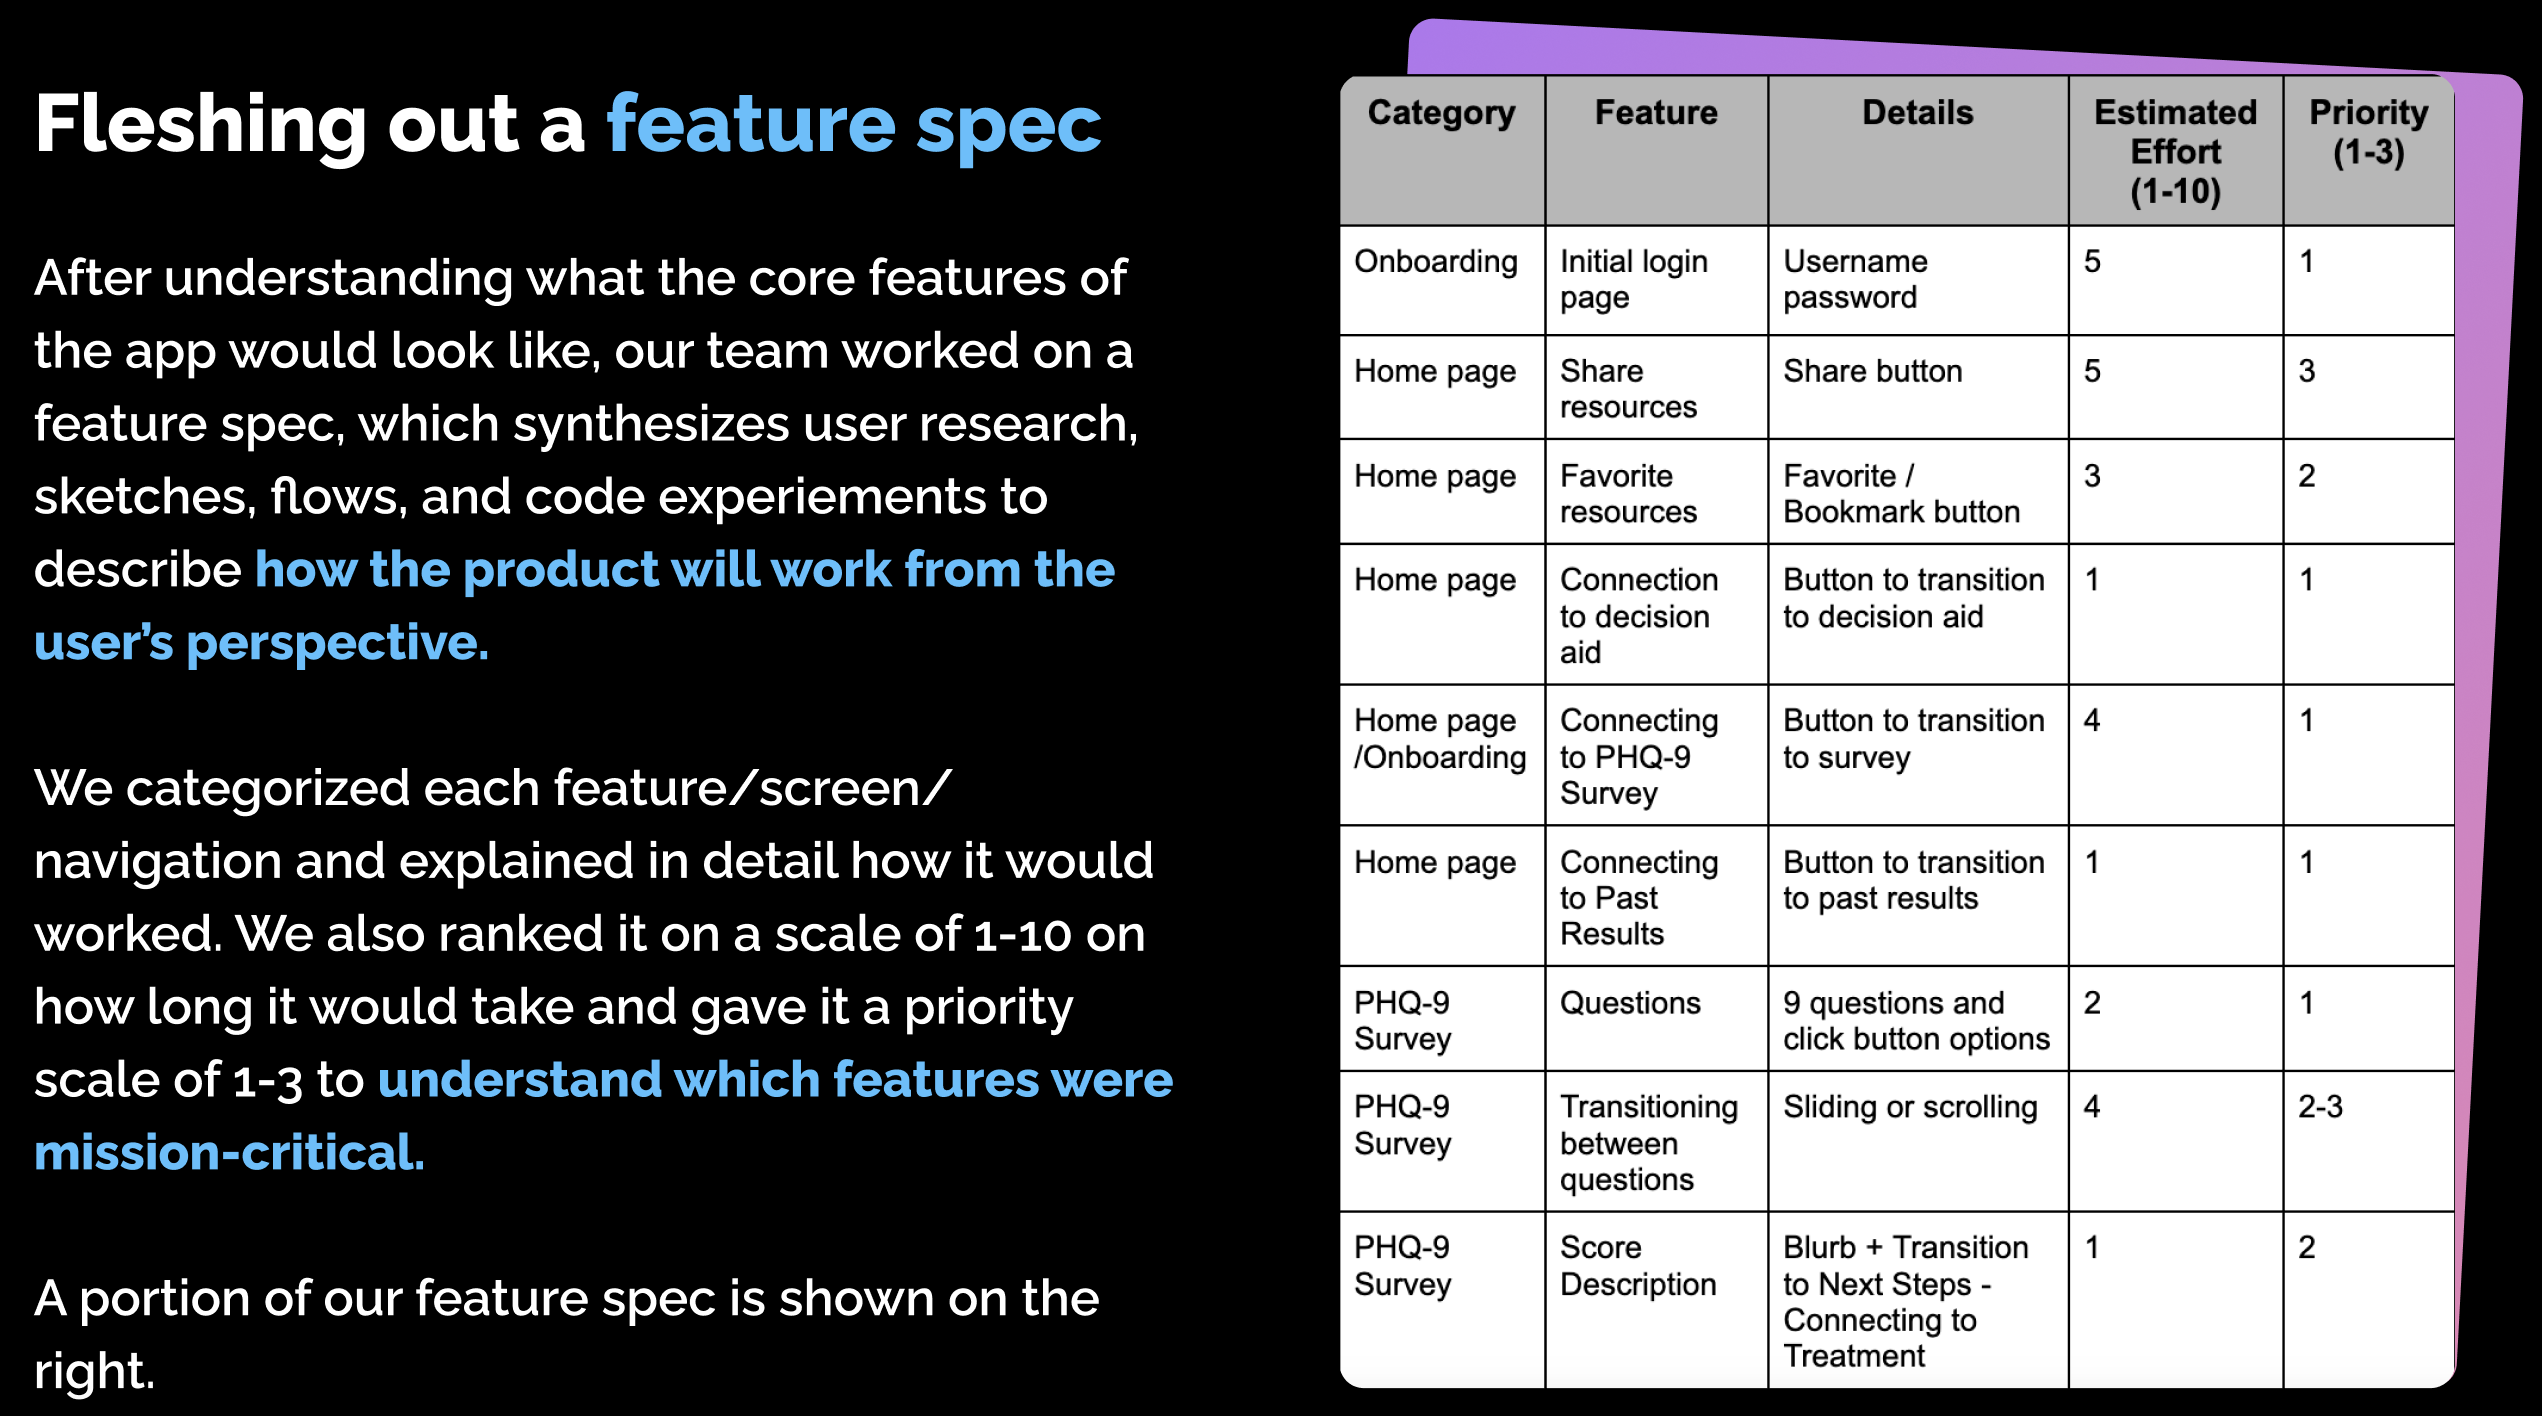 Fleshing out a feature spec
After understanding what the core features of
the app would look like, our team worked on a
feature spec, which synthesizes user research,
sketches, flows, and code experiements to
describe how the product will work from the
user’s perspective.
We categorized each feature/screen/
navigation and explained in detail how it would
worked. We also ranked it on a scale of 1-10 on
how long it would take and gave it a priority
scale of 1-3 to understand which features were
mission-critical.
A portion of our feature spec is shown on the
right.
Category
Feature
Details
Estimated
Effort
(1-10)
Priority
(1-3)
Onboarding
Initial login
page
Username
password
5
1
Home page
Share
resources
Share button
5
3
Home page
Favorite
resources
Favorite /
Bookmark button
3
2
Home page
Connection
to decision
aid
Button to transition
to decision aid
1
1
Home page
/Onboarding
Connecting
to PHQ-9
Survey
Button to transition
to survey
4
1
Home page
Connecting
to Past
Results
Button to transition
to past results
1
1
PHQ-9
Survey
Questions
9 questions and
click button options
2
1
PHQ-9
Survey
Transitioning
between
questions
Sliding or scrolling
4
2-3
PHQ-9
Survey
Score
Description
Blurb + Transition
to Next Steps -
Connecting to
Treatment
1
2